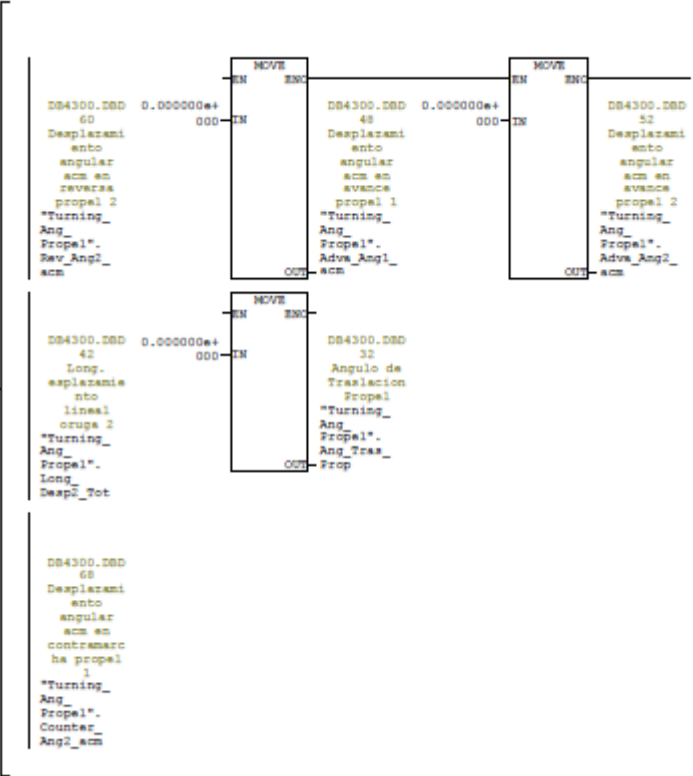 MOVE
EN ENO
DB4300.DBD
60
Desplazami
ento
angular
acm en
reversa
propel 2
"Turning_
Ang_
Propel".
Rev_Ang2_
acm
0.000000e+
000 IN
OUT
DB4300.DBD
48
Desplazami
ento
angular
acm en
avance
propel 1
"Turning_
Ang_
Propel".
Adva_Ang1_
acm
MOVE
EN ENO
0.000000e+
000 IN
OUT
DB4300.DBD
52
Desplazami
ento
angular
acm en
avance
propel 2
"Turning_
Ang_
Propel".
Adva_Ang2_
acm
MOVE
EN ENO
DB4300.DBD
42
Long.
esplazamie
nto
lineal
oruga 2
"Turning_
Ang_
Propel".
Long_
Desp2_Tot
0.000000e+
000 IN
OUT
DB4300.DBD
32
Angulo de
Traslacion
Propel
"Turning_
Ang_
Propel".
Ang_Tras_
Prop
DB4300.DBD
68
Desplazami
ento
angular
acm en
contramarc
ha propel
1
"Turning_
Ang_
Propel".
Counter_
Ang2_acm